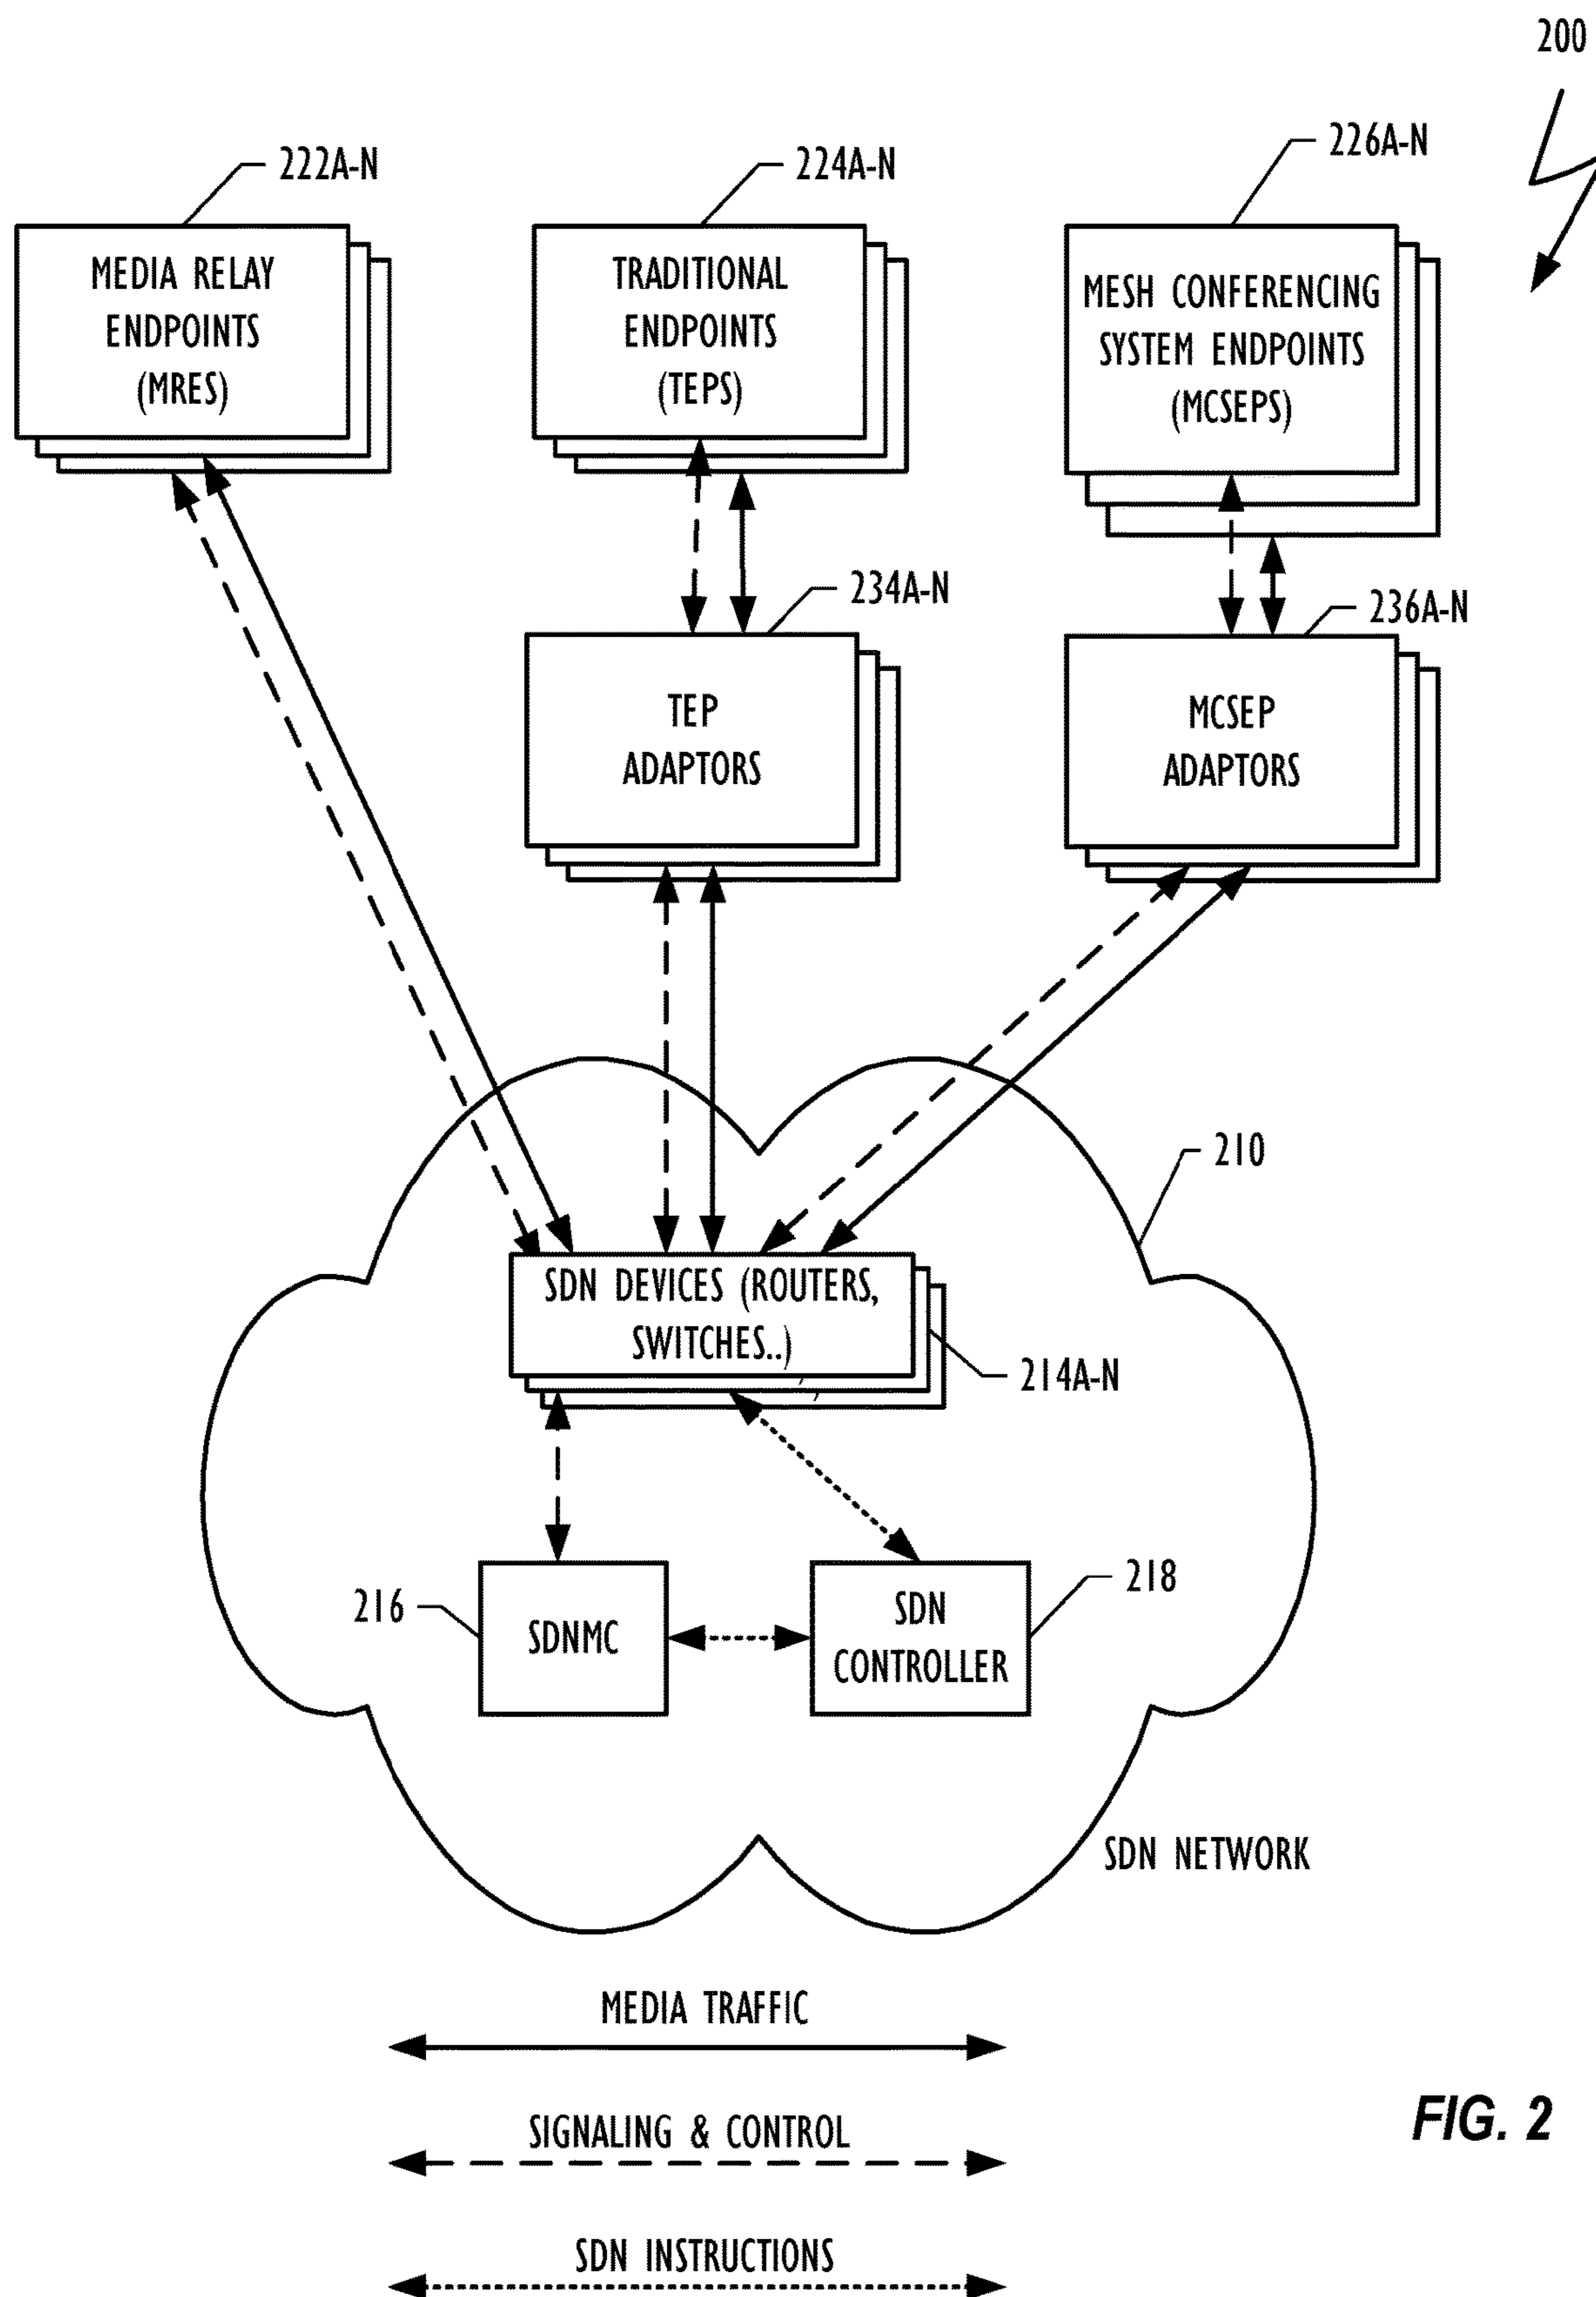 200
222A-N
224A-N
226A-N
MEDIA RELAY
ENDPOINTS
(MRES)
TRADITIONAL
ENDPOINTS
(TEPS)
MESH CONFERENCING
SYSTEM ENDPOINTS
(MCSEPS)
234A-N
236A-N
TEP
ADAPTORS
MCSEP
ADAPTORS
210
SDN DEVICES (ROUTERS,
SWITCHES..)
214A-N
216
SDNMC
SDN
CONTROLLER
218
SDN NETWORK
MEDIA TRAFFIC
SIGNALING & CONTROL
SDN INSTRUCTIONS
FIG. 2